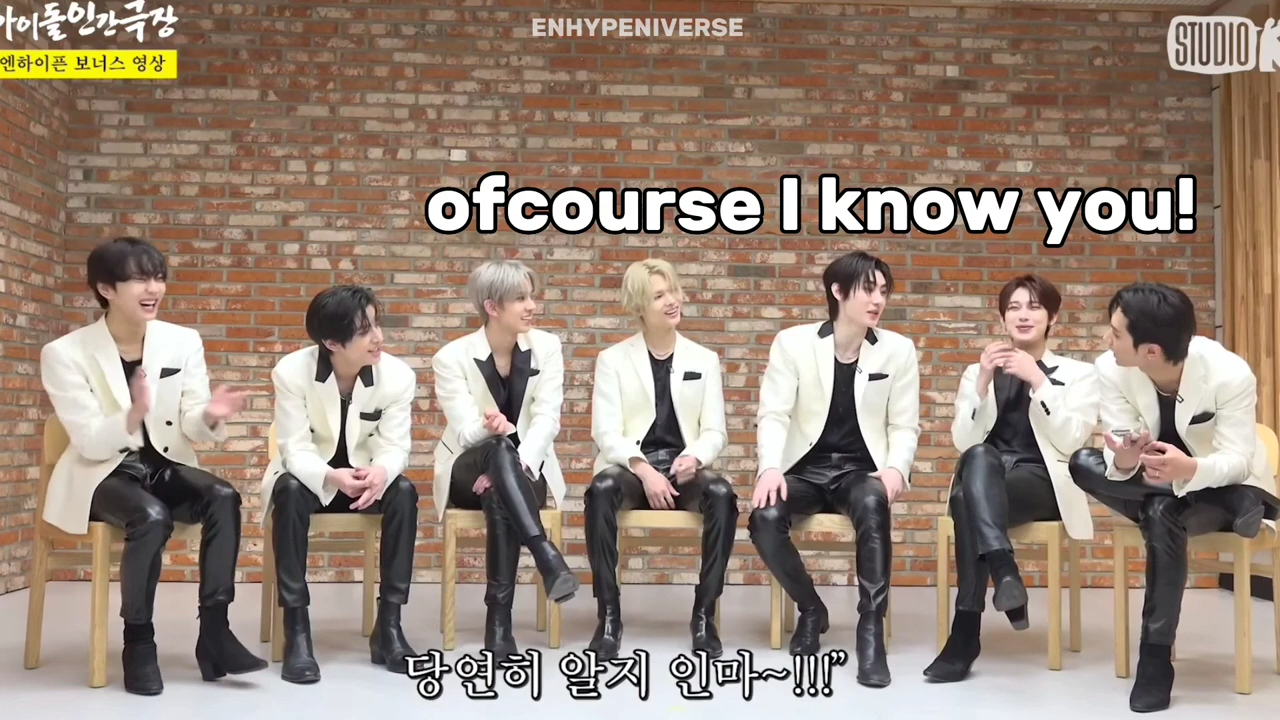 아이돌인간극장
엔하이픈 보너스 영상
ENHYPENIVERSE
STUDIO K
ofcourse I know you!
당연히 알지 인마~!!!”